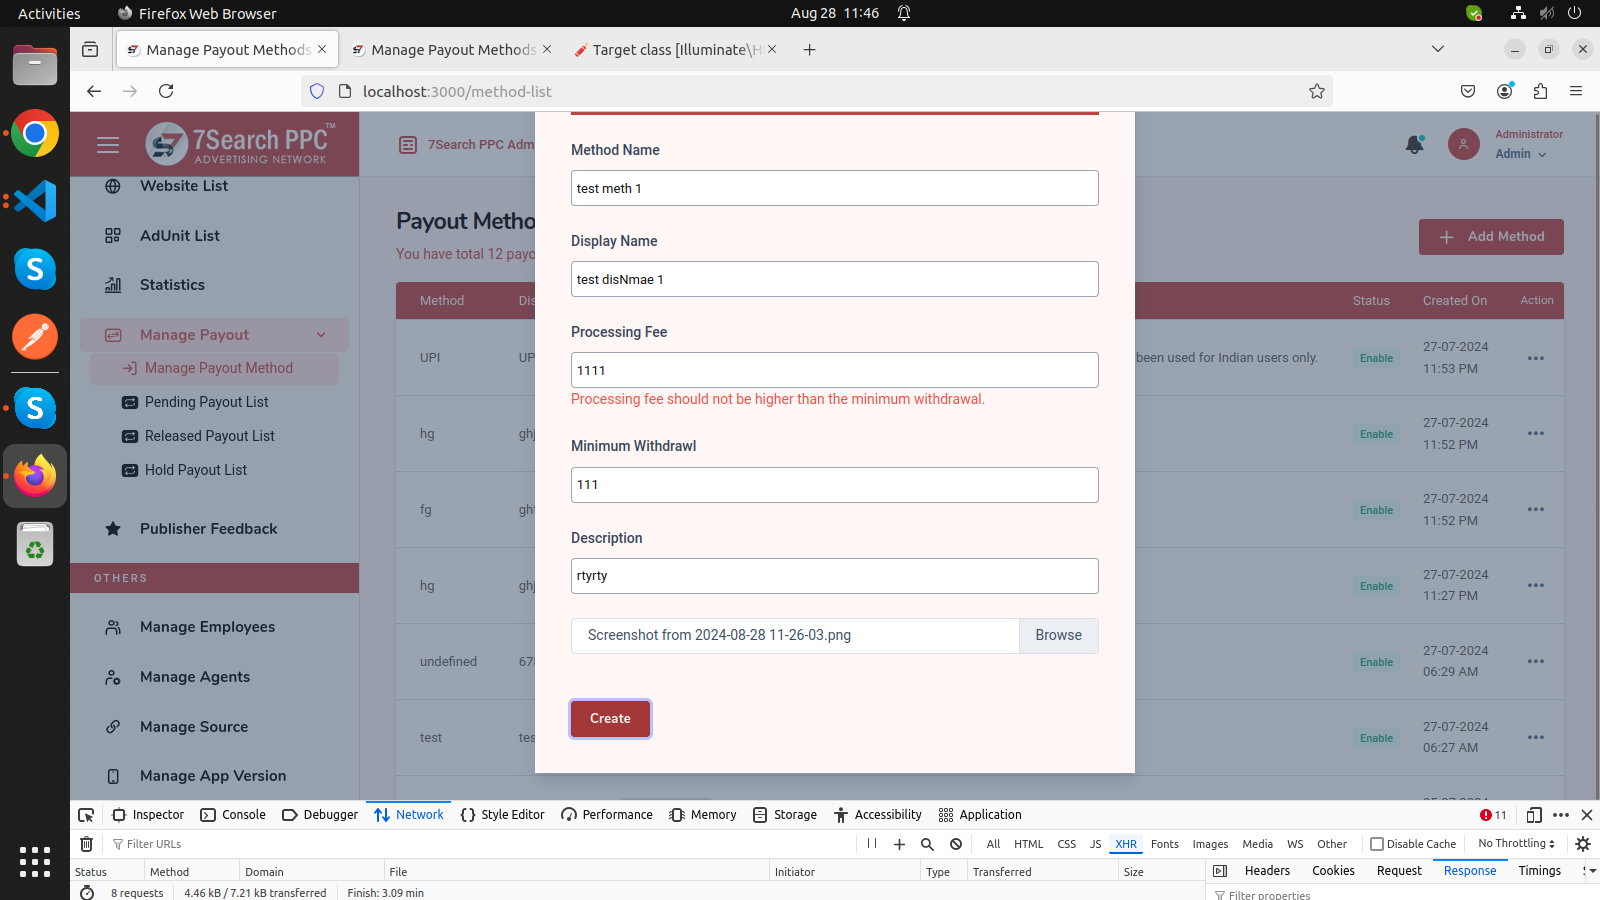 Activities
Firefox Web Browser
Aug 28 11:46
Manage Payout Methods
Manage Payout Methods
Target class [Illuminate\H
localhost:3000/method-list
7Search PPC™
ADVERTISING NETWORK
7Search PPC Adm
Administrator
Admin
Website List
AdUnit List
Statistics
Manage Payout
Manage Payout Method
Pending Payout List
Released Payout List
Hold Payout List
Publisher Feedback
OTHERS
Manage Employees
Manage Agents
Manage Source
Manage App Version
Payout Metho
You have total 12 payo
Add Method
Method Dis Status Created On Action
UPI UP been used for Indian users only. Enable 27-07-2024
11:53 PM
hg ghj Enable 27-07-2024
11:52 PM
fg ght Enable 27-07-2024
11:52 PM
hg ghj Enable 27-07-2024
11:27 PM
undefined 67 Enable 27-07-2024
06:29 AM
test tes Enable 27-07-2024
06:27 AM
Method Name
test meth 1
Display Name
test disNmae 1
Processing Fee
1111
Processing fee should not be higher than the minimum withdrawal.
Minimum Withdrawl
111
Description
rtyrty
Screenshot from 2024-08-28 11-26-03.png
Browse
Create
Inspector Console Debugger Network Style Editor Performance Memory Storage Accessibility Application 11
Filter URLs All HTML CSS JS XHR Fonts Images Media WS Other Disable Cache No Throttling
Status Method Domain File Initiator Type Transferred Size
Headers Cookies Request Response Timings
8 requests 4.46 kB / 7.21 kB transferred Finish: 3.09 min
Filter properties